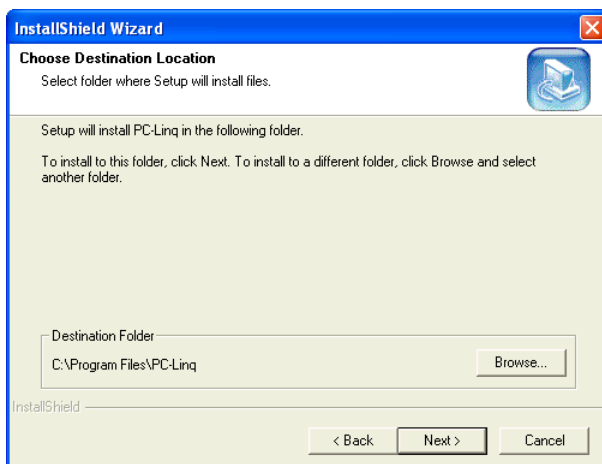 InstallShield Wizard
Choose Destination Location
Select folder where Setup will install files.
Setup will install PC-Linq in the following folder.
To install to this folder, click Next. To install to a different folder, click Browse and select
another folder.
Destination Folder
C:\Program Files\PC-Linq
Browse...
InstallShield
< Back
Next >
Cancel